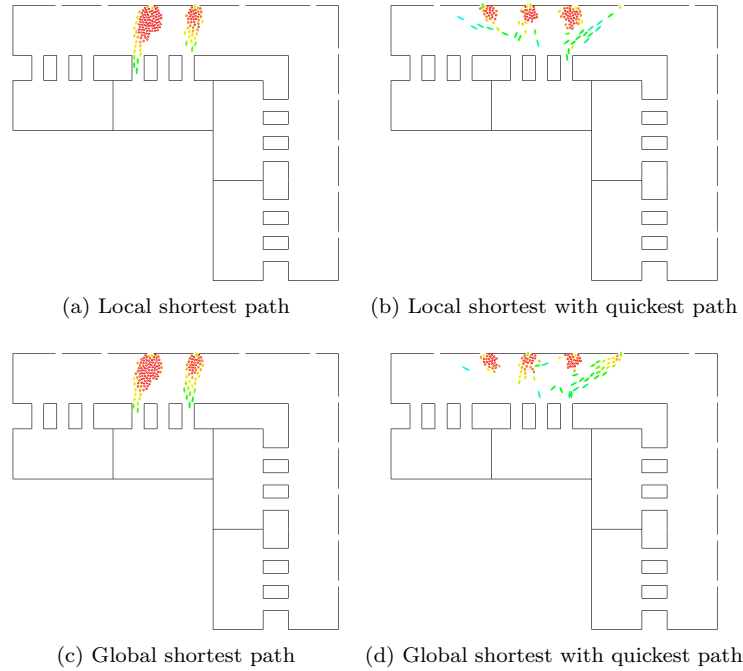 (a) Local shortest path
(b) Local shortest with quickest path
(c) Global shortest path
(d) Global shortest with quickest path